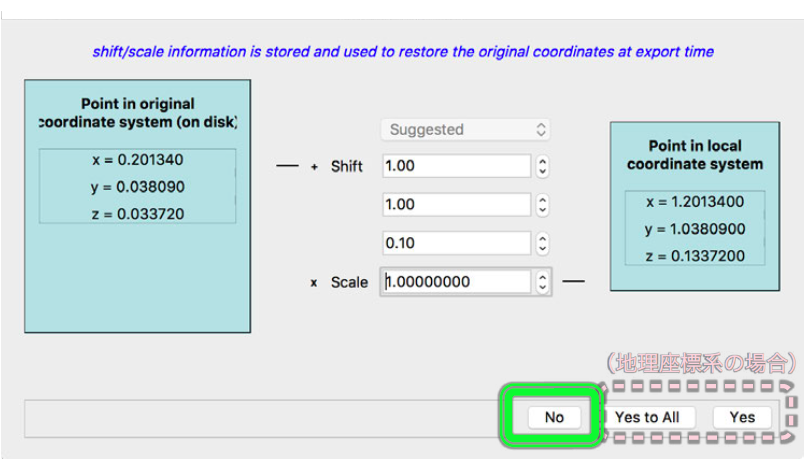 shift/scale information is stored and used to restore the original coordinates at export time
Point in original
coordinate system (on disk)
x = 0.201340
y = 0.038090
z = 0.033720
Suggested
+ Shift 1.00
1.00
0.10
x Scale 1.00000000
Point in local
coordinate system
x = 1.2013400
y = 1.0380900
z = 0.1337200
(地理座標系の場合)
No Yes to All Yes